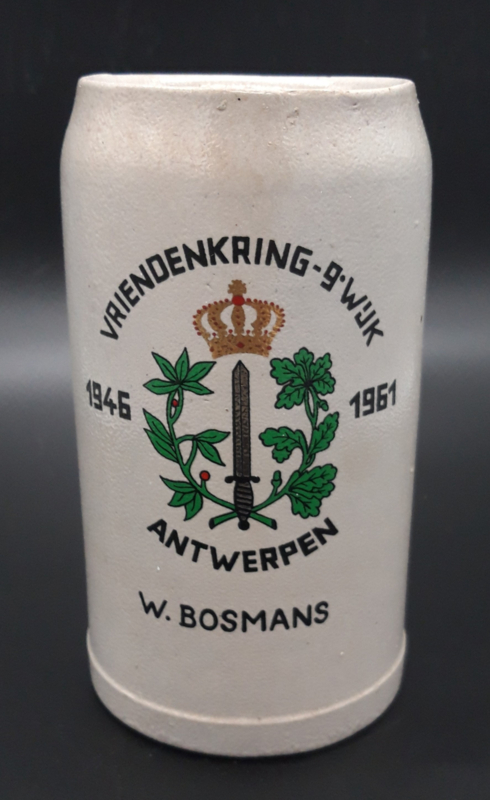 VRIENDENKRING-9°WIJK
1946 1961
ANTWERPEN
W. BOSMANS